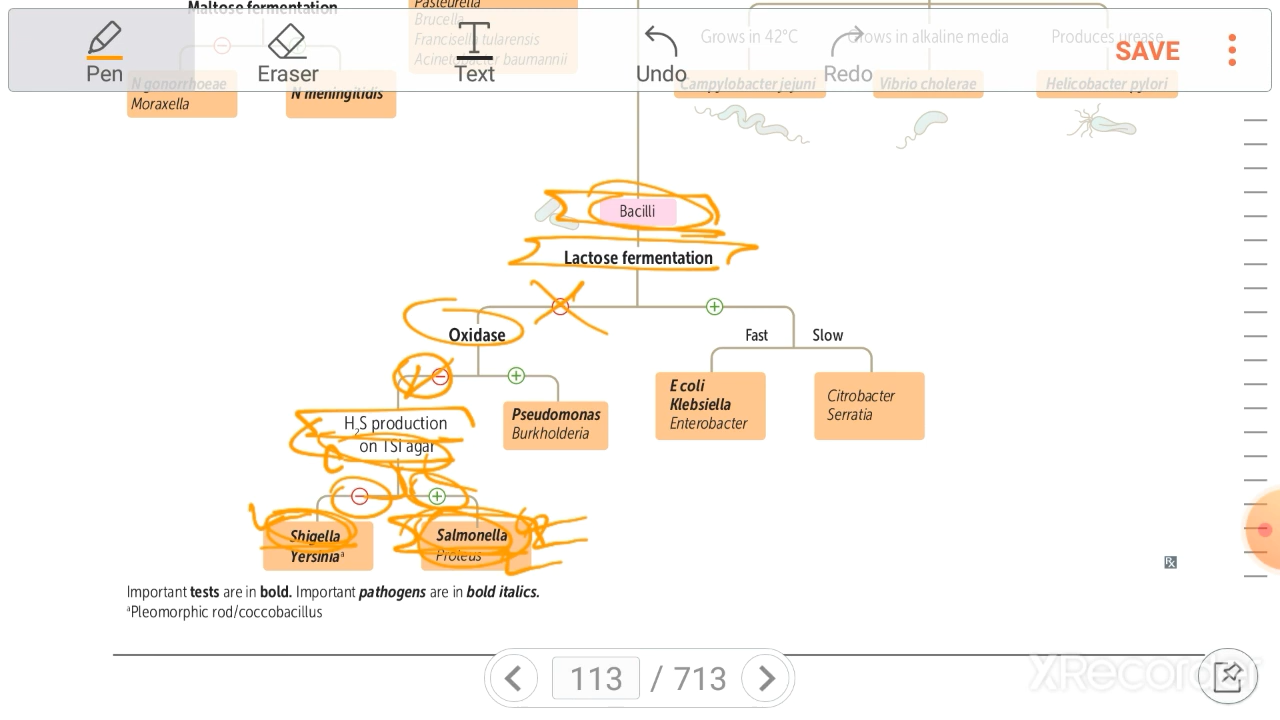 Maltose fermentation
Pasteurella
Brucella
Francisella tularensis
Acinetobacter baumannii
Grows in 42°C
Grows in alkaline media
Produces urease
Pen
Eraser
Text
Undo
Redo
SAVE
N gonorrhoeae
Moraxella
N meningitidis
Campylobacter jejuni
Vibrio cholerae
Helicobacter pylori
Bacilli
Lactose fermentation
Oxidase
Fast
Slow
E coli
Klebsiella
Enterobacter
Citrobacter
Serratia
Pseudomonas
Burkholderia
H₂S production
on TSI agar
Shigella
Yersiniaᵃ
Salmonella
Proteus
Rx
Important tests are in bold. Important pathogens are in bold italics.
ᵃPleomorphic rod/coccobacillus
113 / 713
XRecorder